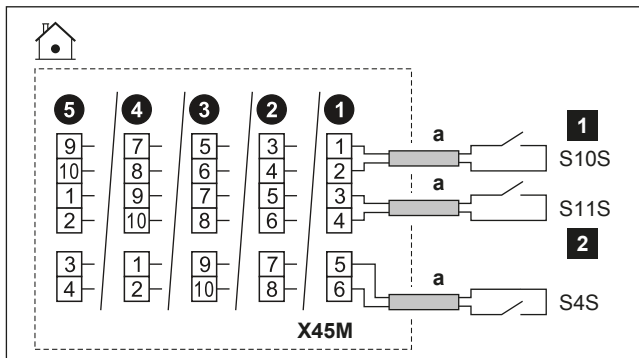 5 4 3 2 1
9 7 5 3 1 a 1
10 8 6 4 2 S10S
1 9 7 5 3 a S11S
2 10 8 6 4 2
3 1 9 7 5 a
4 2 10 8 6 S4S
X45M